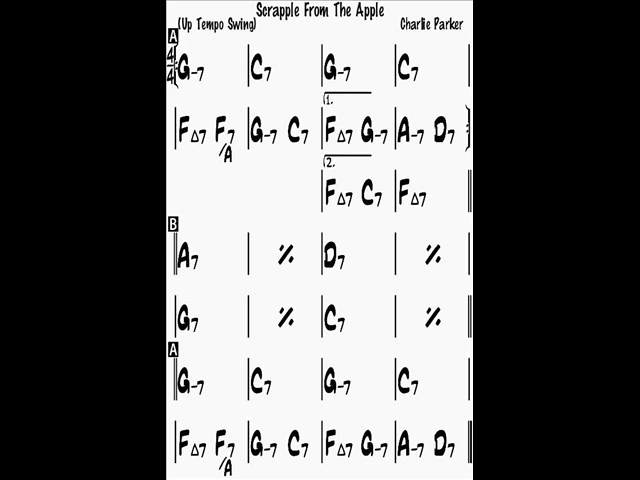 Scrapple From The Apple
(Up Tempo Swing) Charlie Parker
A
4/4 G-7 | C7 | G-7 | C7 |
1.
| F△7 F7/A | G-7 C7 | F△7 G-7 | A-7 D7 :|
2.
| F△7 C7 | F△7 ||
B
|| A7 | 𝄎 | D7 | 𝄎 |
| G7 | 𝄎 | C7 | 𝄎 ||
A
|| G-7 | C7 | G-7 | C7 |
| F△7 F7/A | G-7 C7 | F△7 G-7 | A-7 D7 ||